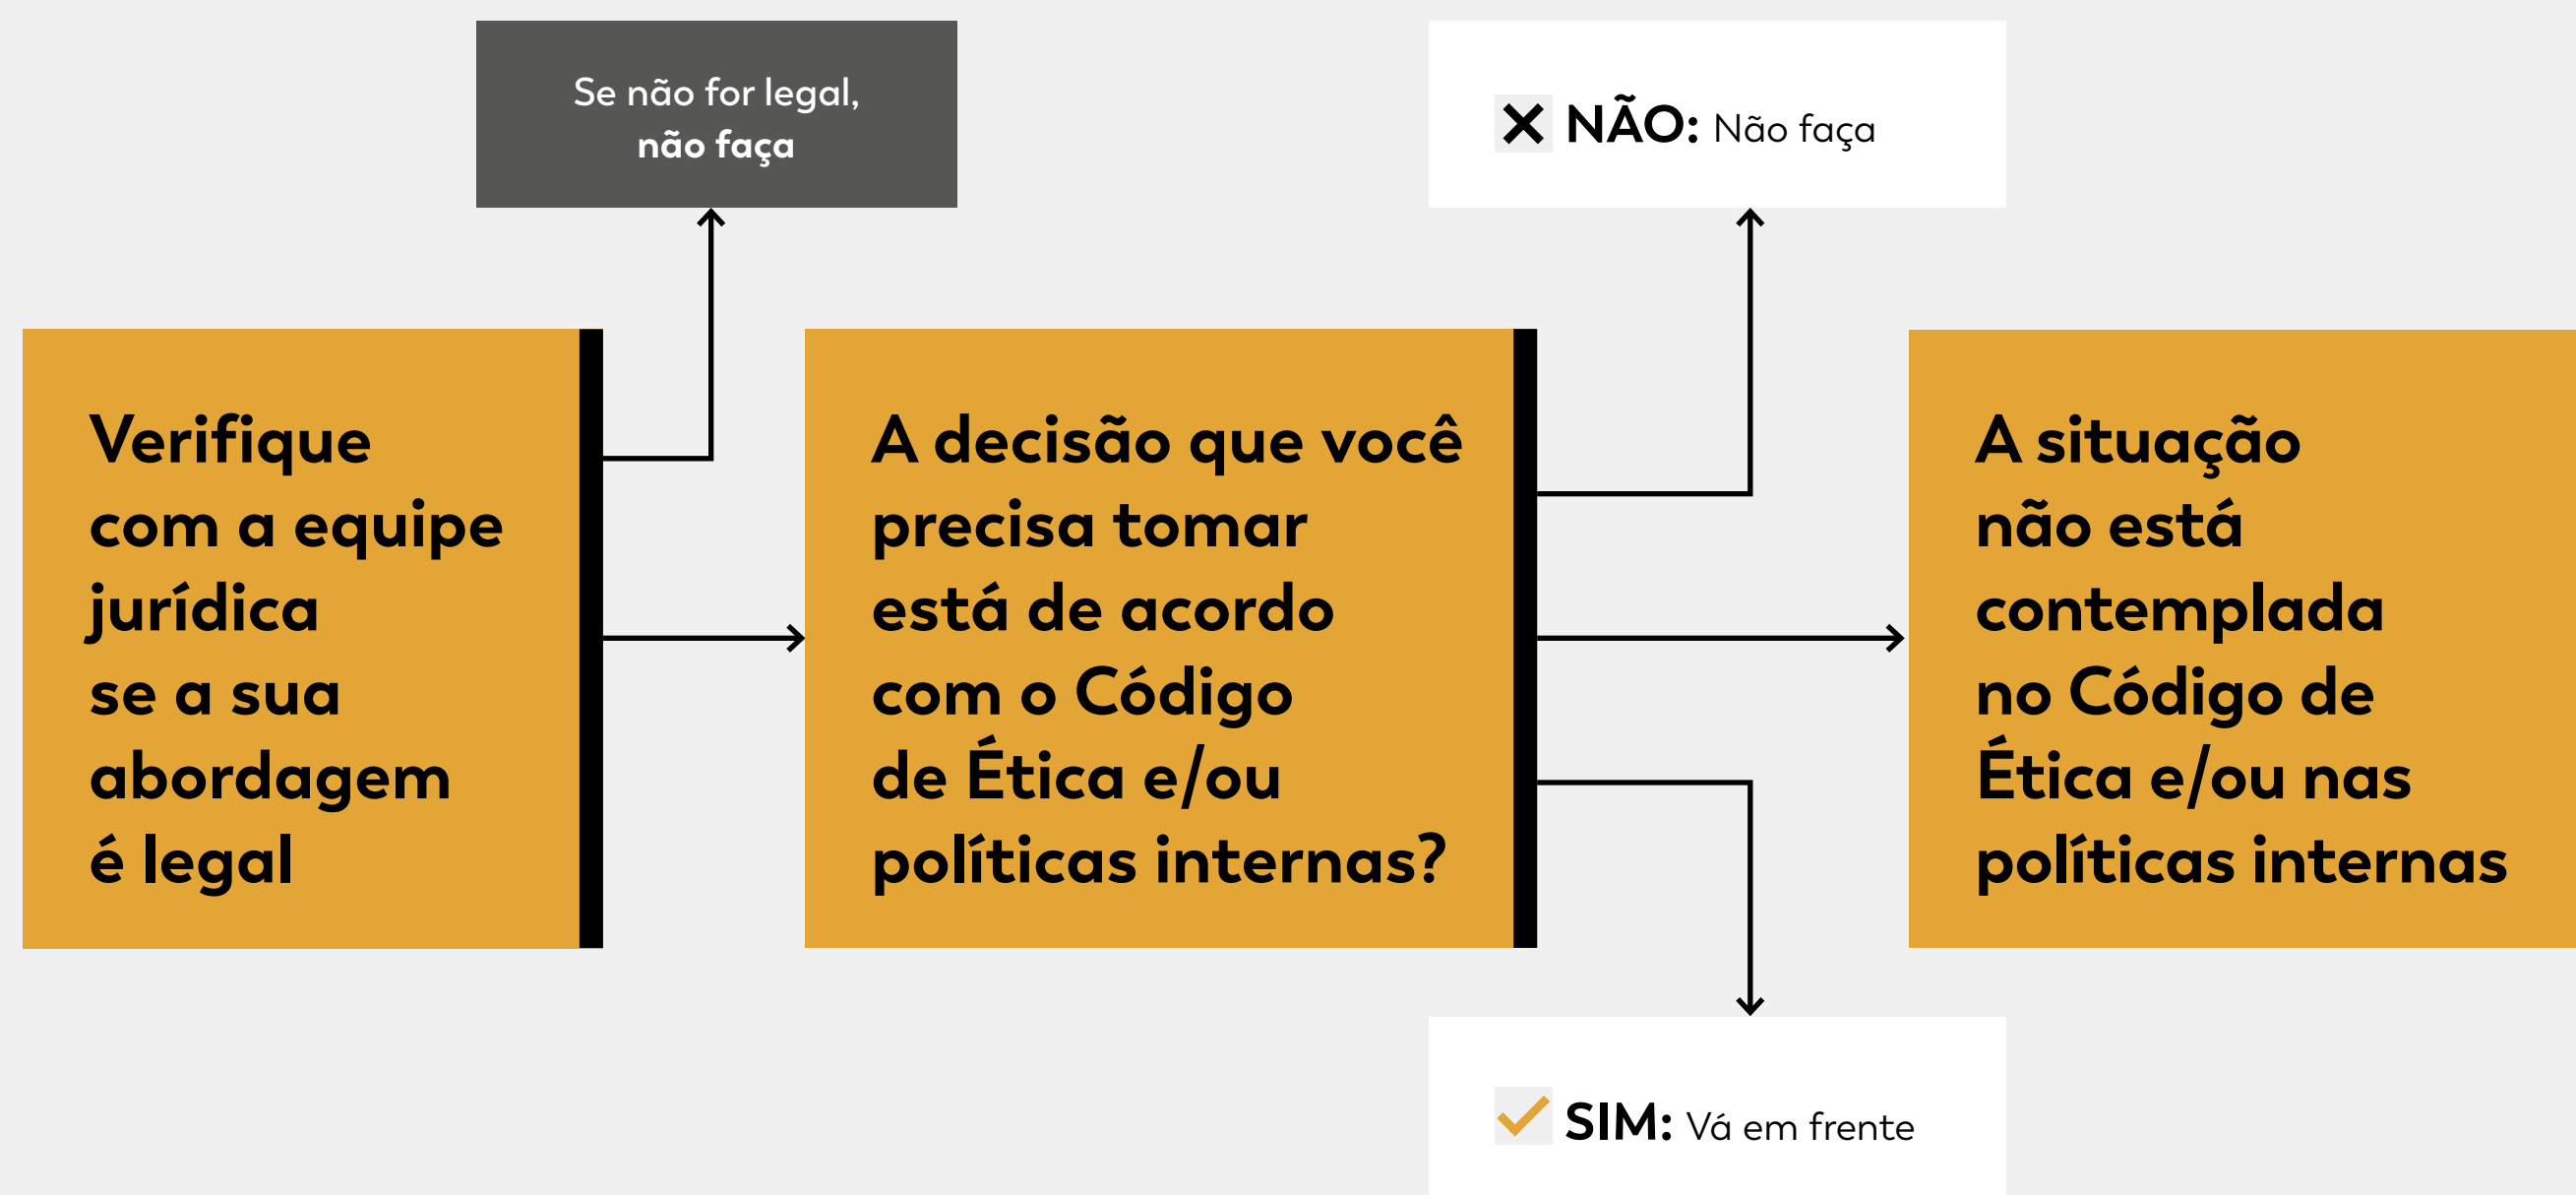 Se não for legal,
não faça
NÃO: Não faça
Verifique
com a equipe
jurídica
se a sua
abordagem
é legal
A decisão que você
precisa tomar
está de acordo
com o Código
de Ética e/ou
políticas internas?
A situação
não está
contemplada
no Código de
Ética e/ou nas
políticas internas
SIM: Vá em frente